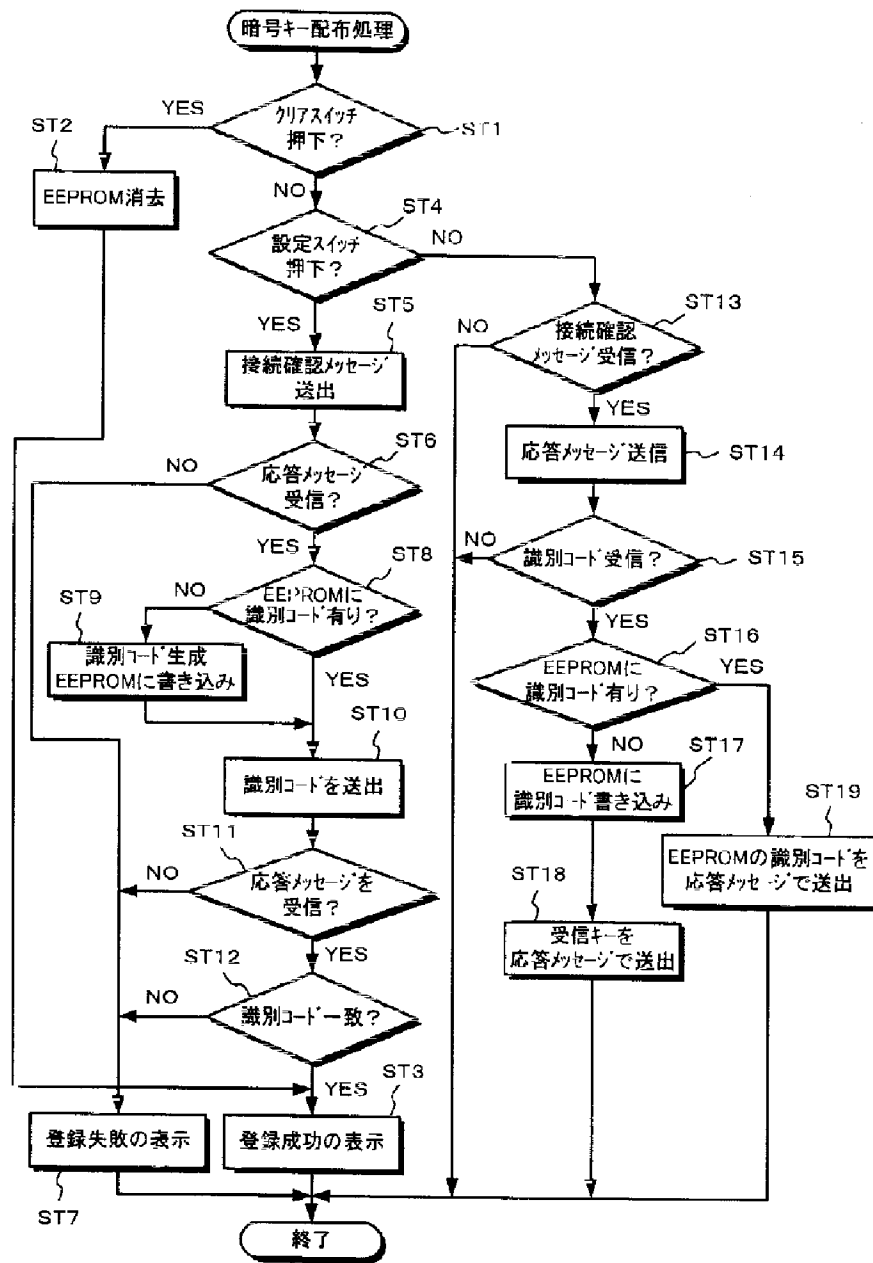 暗号キー配布処理
YES
クリアスイッチ
押下?
ST1
ST2
EEPROM消去
NO
ST4
設定スイッチ
押下?
NO
YES
ST5
接続確認メッセージ
送出
ST13
NO
接続確認
メッセージ受信?
YES
ST6
NO
応答メッセージ
受信?
応答メッセージ送信
ST14
YES
ST8
NO
識別コード受信?
ST15
ST9
NO
EEPROMに
識別コード有り?
YES
ST16
識別コード生成
EEPROMに書き込み
YES
EEPROMに
識別コード有り?
YES
ST10
NO
ST17
識別コードを送出
EEPROMに
識別コード書き込み
ST19
ST11
EEPROMの識別コードを
応答メッセージで送出
NO
応答メッセージを
受信?
ST18
受信キーを
応答メッセージで送出
YES
ST12
NO
識別コード一致?
YES
ST3
登録失敗の表示
登録成功の表示
ST7
終了